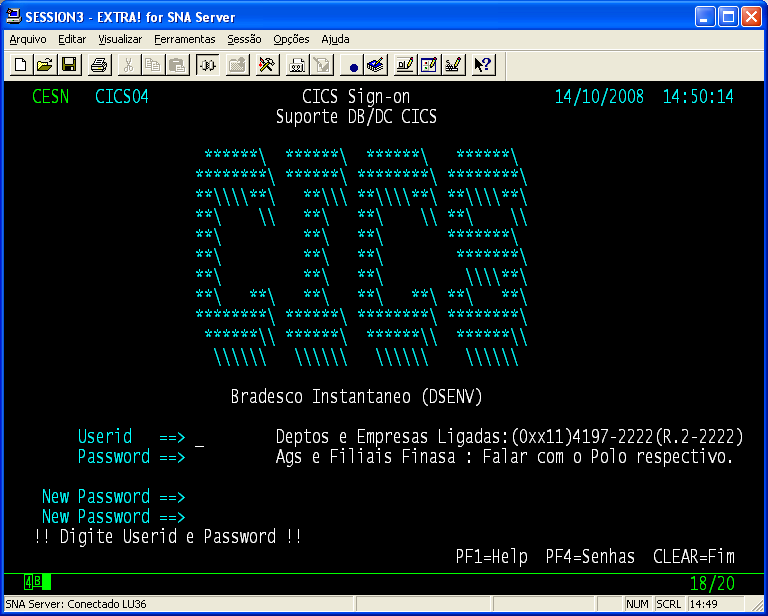 SESSION3 - EXTRA! for SNA Server
Arquivo Editar Visualizar Ferramentas Sessão Opções Ajuda
CESN CICS04 CICS Sign-on 14/10/2008 14:50:14
Suporte DB/DC CICS
******\ ******\ ******\ ******\
********\ ******\ ********\ ********\
**\\\\**\ **\\\ **\\\\**\ **\\\\**\
**\ \\ **\ **\ \\ **\ \\
**\ **\ **\ *******\
**\ **\ **\ *******\
**\ **\ **\ \\\\**\
**\ **\ **\ **\ **\ **\ **\
********\ ******\ ********\ ********\
******\\ ******\ ******\\ ******\\
\\\\\\ \\\\\\ \\\\\\ \\\\\\
Bradesco Instantaneo (DSENV)
Userid ==> _ Deptos e Empresas Ligadas:(0xx11)4197-2222(R.2-2222)
Password ==> Ags e Filiais Finasa : Falar com o Polo respectivo.
New Password ==>
New Password ==>
!! Digite Userid e Password !!
PF1=Help PF4=Senhas CLEAR=Fim
4B 18/20
SNA Server: Conectado LU36 NUM SCRL 14:49